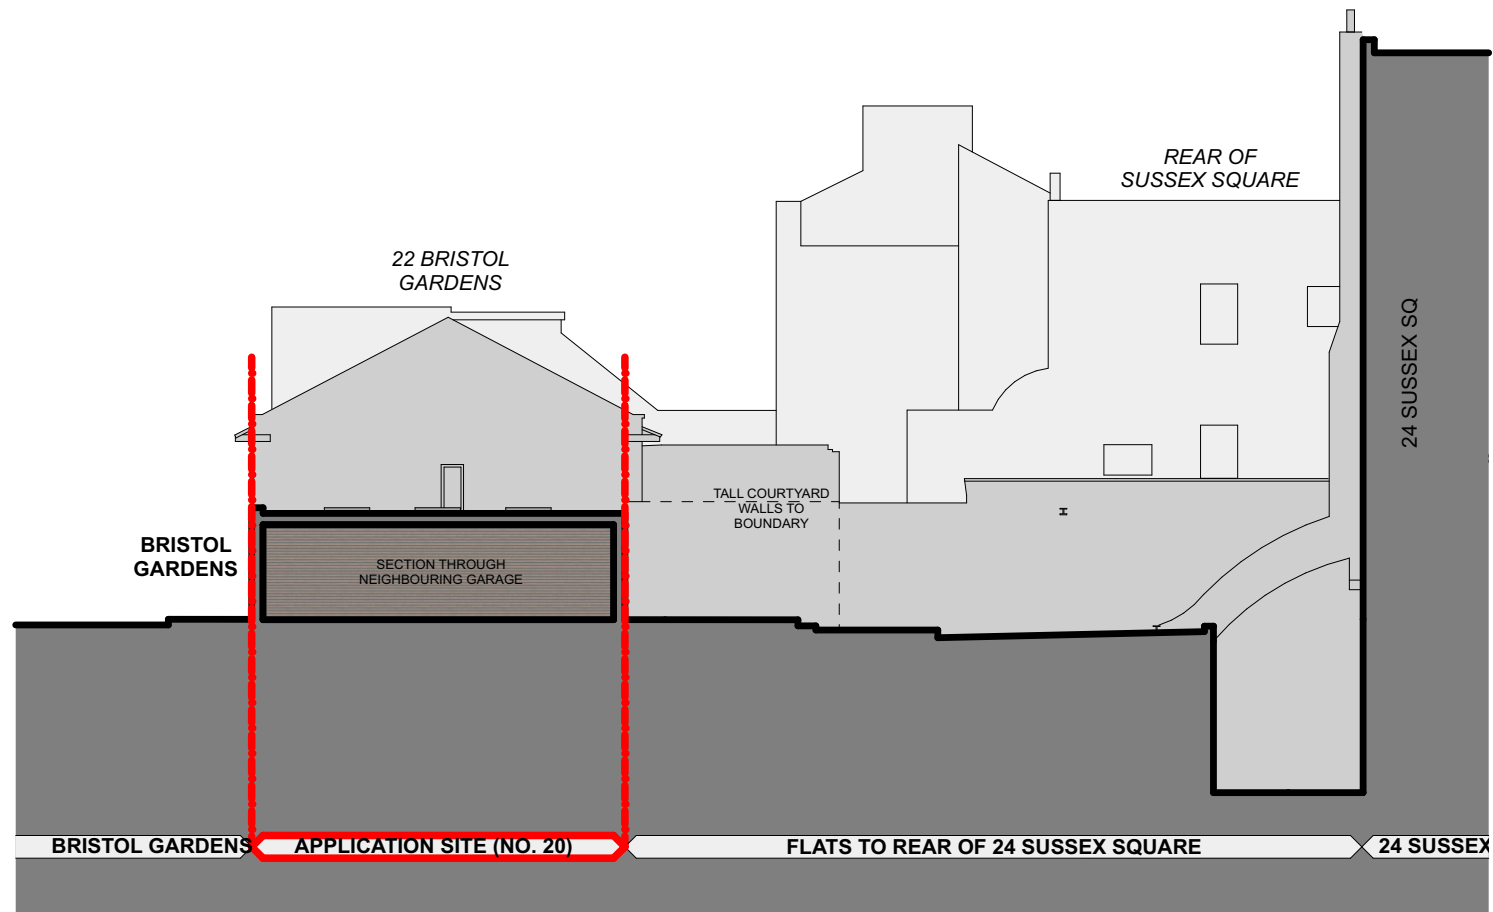 REAR OF
SUSSEX SQUARE
22 BRISTOL
GARDENS
24 SUSSEX SQ
TALL COURTYARD
WALLS TO
BOUNDARY
BRISTOL
GARDENS
SECTION THROUGH
NEIGHBOURING GARAGE
BRISTOL GARDENS
APPLICATION SITE (NO. 20)
FLATS TO REAR OF 24 SUSSEX SQUARE
24 SUSSEX